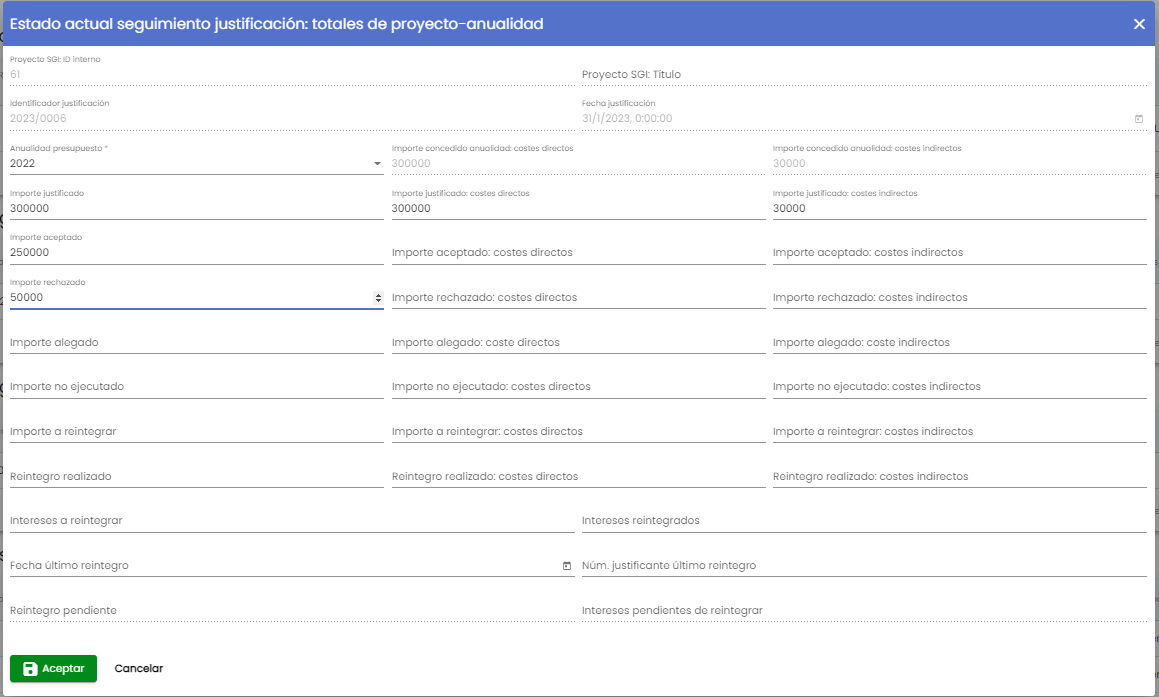 Estado actual seguimiento justificación: totales de proyecto-anualidad
Proyecto SGI: ID interno
61
Proyecto SGI: Título
Identificador justificación
2023/0006
Fecha justificación
31/1/2023, 0:00:00
Anualidad presupuesto *
2022
Importe concedido anualidad: costes directos
300000
Importe concedido anualidad: costes indirectos
30000
Importe justificado
300000
Importe justificado: costes directos
300000
Importe justificado: costes indirectos
30000
Importe aceptado
250000
Importe aceptado: costes directos
Importe aceptado: costes indirectos
Importe rechazado
50000
Importe rechazado: costes directos
Importe rechazado: costes indirectos
Importe alegado
Importe alegado: coste directos
Importe alegado: coste indirectos
Importe no ejecutado
Importe no ejecutado: costes directos
Importe no ejecutado: costes indirectos
Importe a reintegrar
Importe a reintegrar: costes directos
Importe a reintegrar: costes indirectos
Reintegro realizado
Reintegro realizado: costes directos
Reintegro realizado: costes indirectos
Intereses a reintegrar
Intereses reintegrados
Fecha último reintegro
Núm. justificante último reintegro
Reintegro pendiente
Intereses pendientes de reintegrar
Aceptar
Cancelar